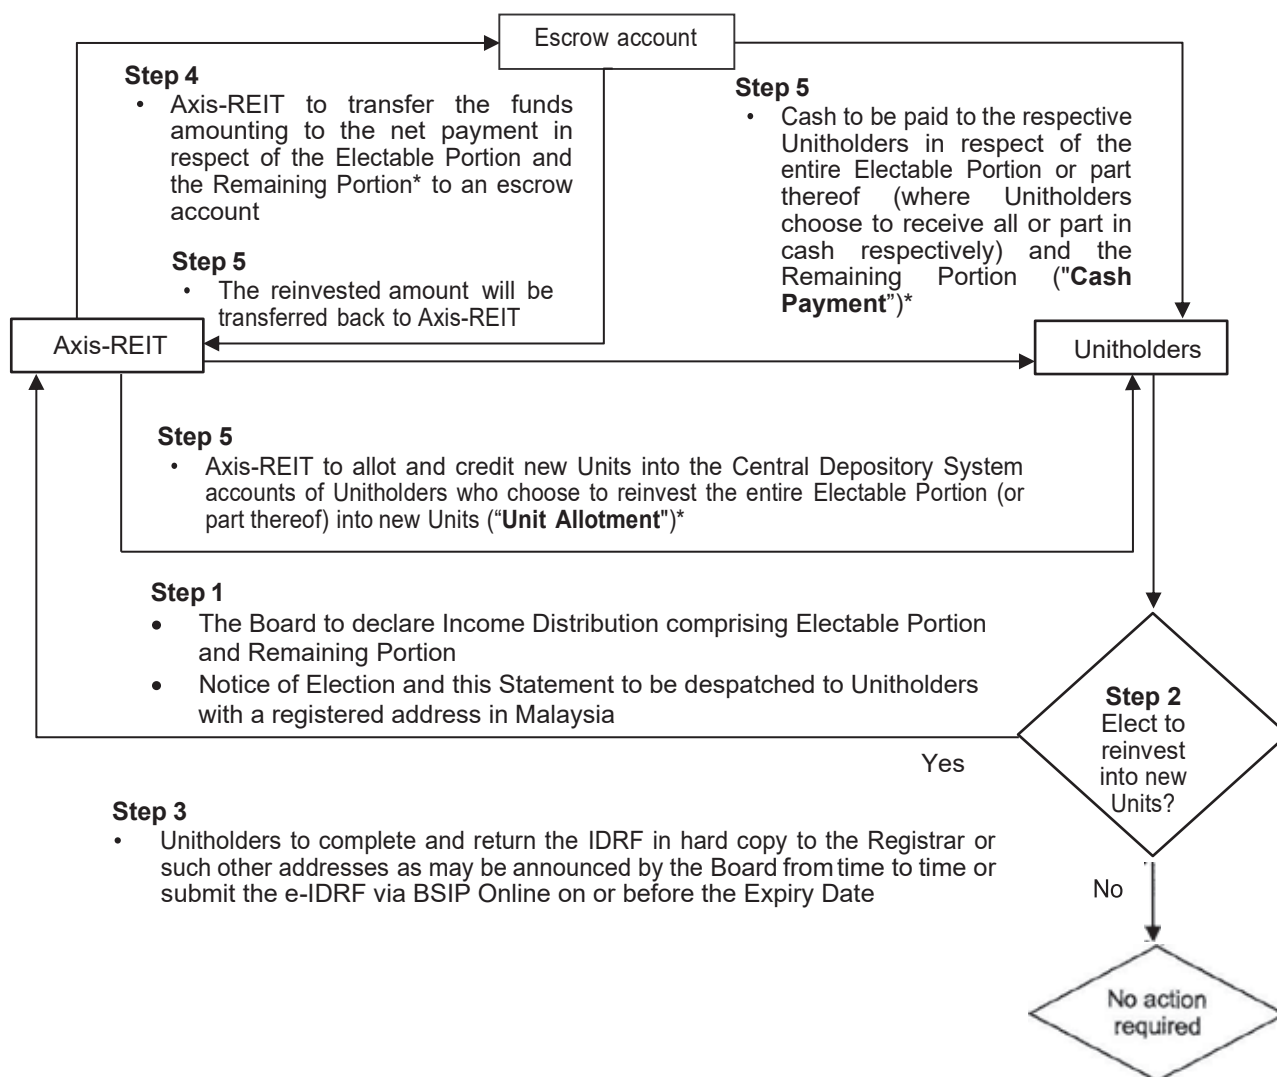 Escrow account
Step 4
• Axis-REIT to transfer the funds
amounting to the net payment in
respect of the Electable Portion and
the Remaining Portion* to an escrow
account
Step 5
• Cash to be paid to the respective
Unitholders in respect of the
entire Electable Portion or part
thereof (where Unitholders
choose to receive all or part in
cash respectively) and the
Remaining Portion ("Cash
Payment”)*
Step 5
• The reinvested amount will be
transferred back to Axis-REIT
Axis-REIT
Unitholders
Step 5
• Axis-REIT to allot and credit new Units into the Central Depository System
accounts of Unitholders who choose to reinvest the entire Electable Portion (or
part thereof) into new Units (“Unit Allotment")*
Step 1
• The Board to declare Income Distribution comprising Electable Portion
and Remaining Portion
• Notice of Election and this Statement to be despatched to Unitholders
with a registered address in Malaysia
Step 2
Elect to
reinvest
into new
Units?
Yes
Step 3
• Unitholders to complete and return the IDRF in hard copy to the Registrar or
such other addresses as may be announced by the Board from time to time or
submit the e-IDRF via BSIP Online on or before the Expiry Date
No
No action
required